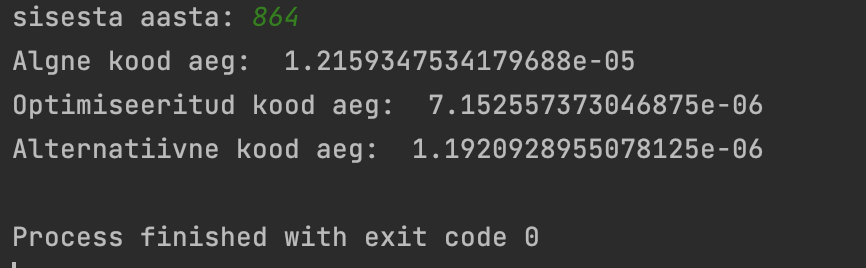 sisesta aasta: 864
Algne kood aeg:  1.2159347534179688e-05
Optimiseeritud kood aeg:  7.152557373046875e-06
Alternatiivne kood aeg:  1.1920928955078125e-06
Process finished with exit code 0